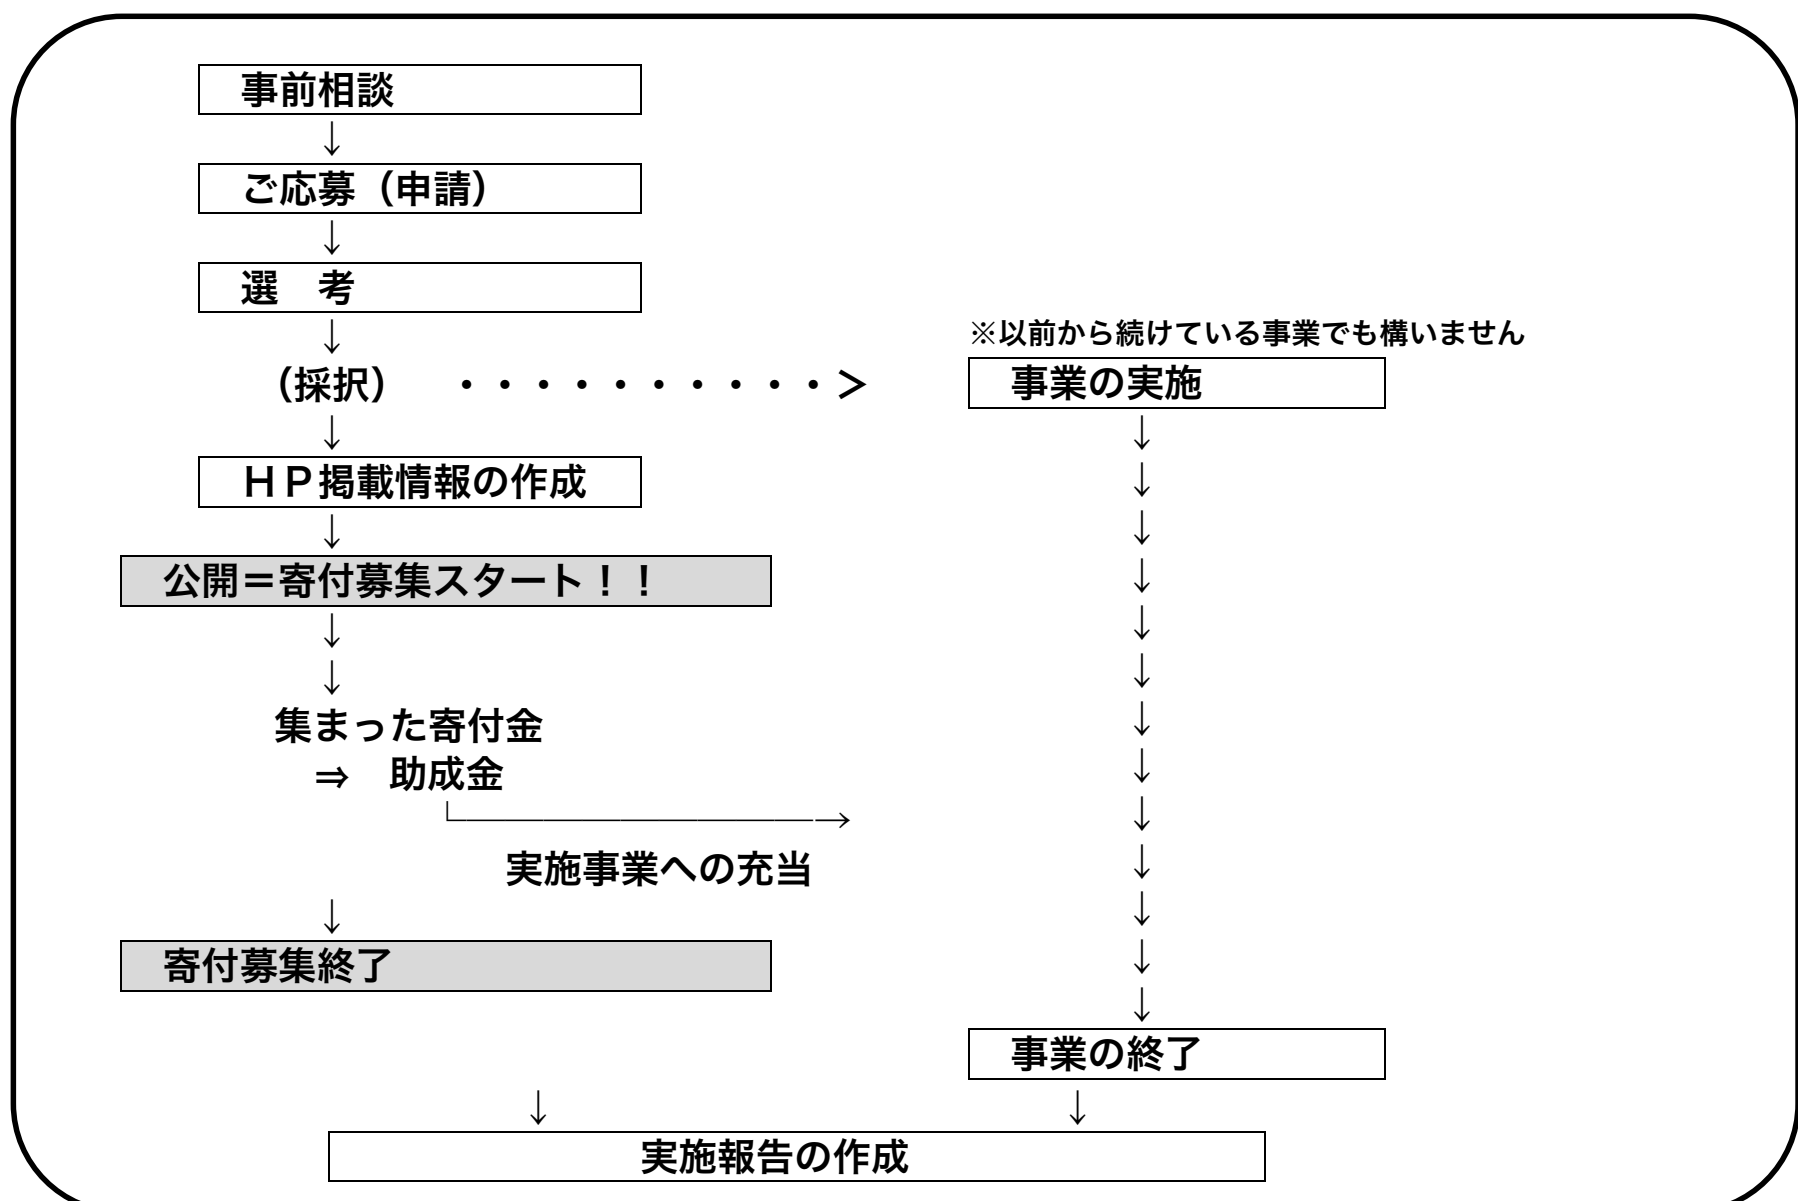 事前相談
↓
ご応募（申請）
↓
選　考
↓
※以前から続けている事業でも構いません
（採択）　・・・・・・・・・・＞　事業の実施
↓　↓
ＨＰ掲載情報の作成　↓
↓　↓
公開＝寄付募集スタート！！　↓
↓　↓
↓　↓
集まった寄付金　↓
⇒　助成金　↓
└─────────→　↓
実施事業への充当　↓
↓　↓
寄付募集終了　↓
↓
事業の終了
↓　↓
実施報告の作成